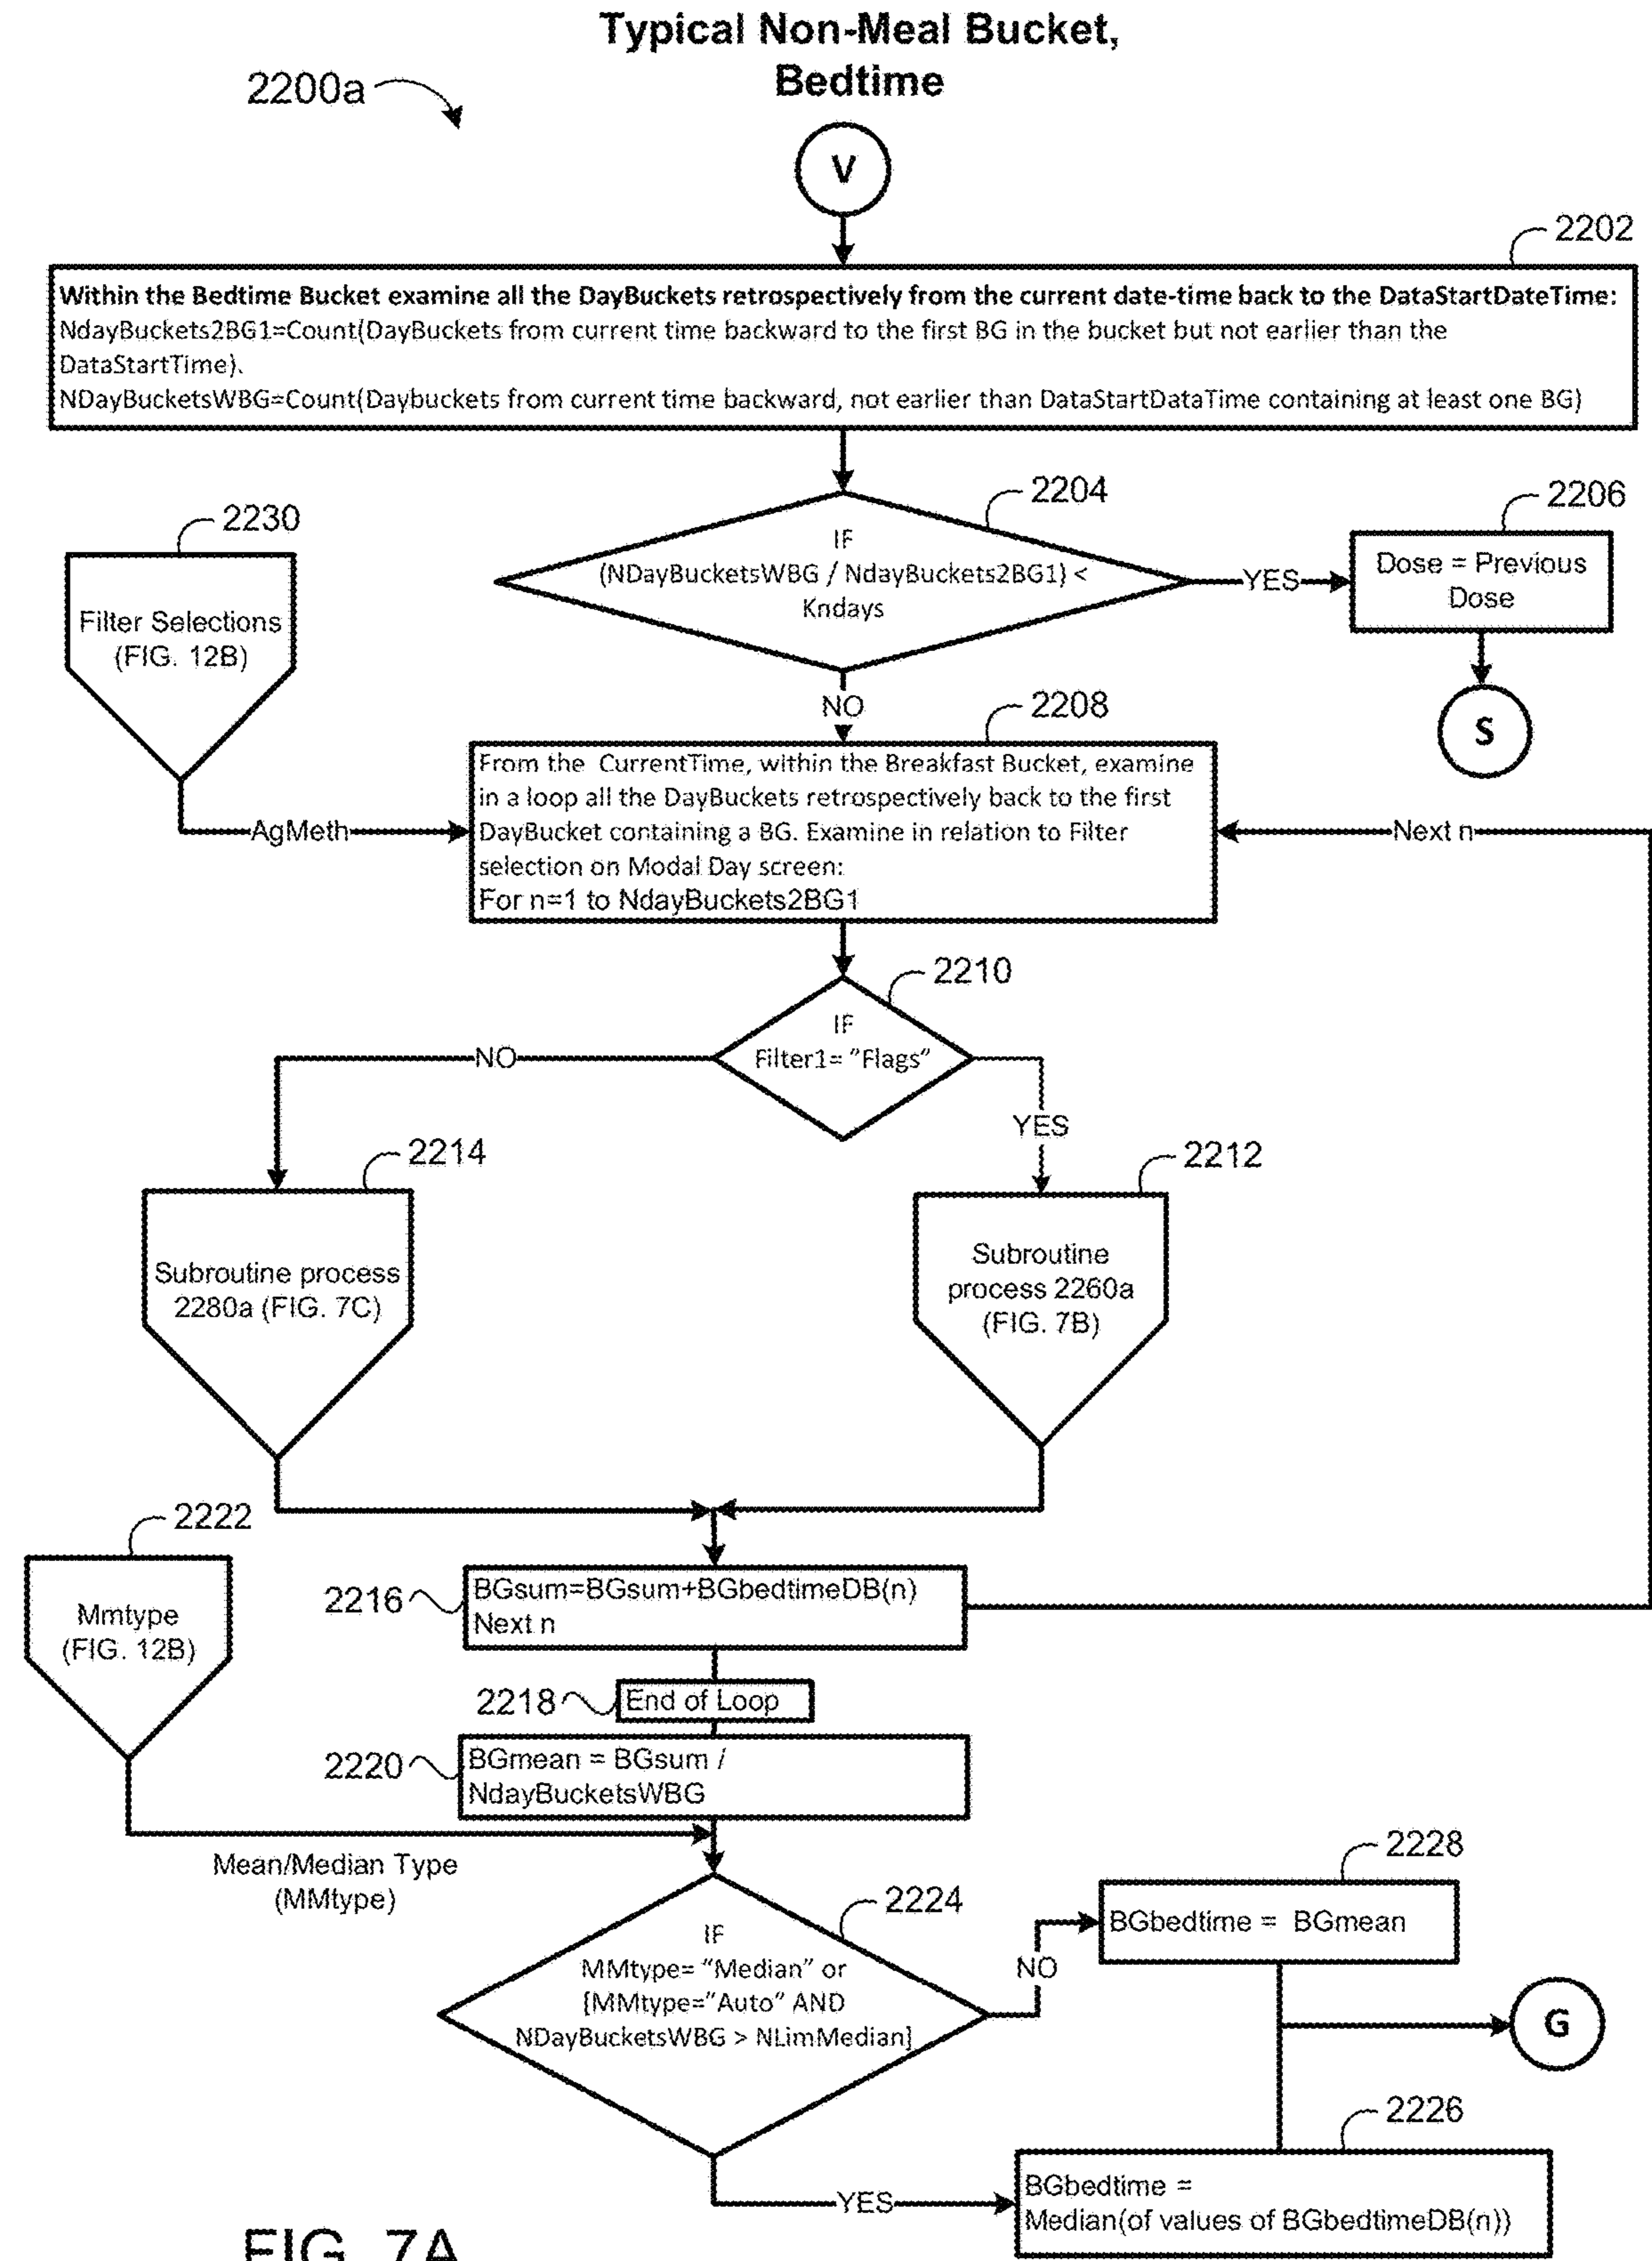 Typical Non-Meal Bucket,
Bedtime
2200a
V
2202
Within the Bedtime Bucket examine all the DayBuckets retrospectively from the current date-time back to the DataStartDateTime:
NdayBuckets2BG1=Count(DayBuckets from current time backward to the first BG in the bucket but not earlier than the
DataStartTime).
NDayBucketsWBG=Count(Daybuckets from current time backward, not earlier than DataStartDataTime containing at least one BG)
2204
IF
(NDayBucketsWBG / NdayBuckets2BG1) <
Kndays
YES
2206
Dose = Previous
Dose
S
2230
Filter Selections
(FIG. 12B)
AgMeth
NO
2208
From the CurrentTime, within the Breakfast Bucket, examine
in a loop all the DayBuckets retrospectively back to the first
DayBucket containing a BG. Examine in relation to Filter
selection on Modal Day screen:
For n=1 to NdayBuckets2BG1
Next n
2210
IF
Filter1= "Flags"
NO
YES
2214
Subroutine process
2280a (FIG. 7C)
2212
Subroutine
process 2260a
(FIG. 7B)
2222
Mmtype
(FIG. 12B)
2216
BGsum=BGsum+BGbedtimeDB(n)
Next n
2218
End of Loop
2220
BGmean = BGsum /
NdayBucketsWBG
Mean/Median Type
(MMtype)
2224
IF
MMtype= "Median" or
[MMtype="Auto" AND
NDayBucketsWBG > NLimMedian]
NO
2228
BGbedtime = BGmean
G
YES
2226
BGbedtime =
Median(of values of BGbedtimeDB(n))
FIG. 7A